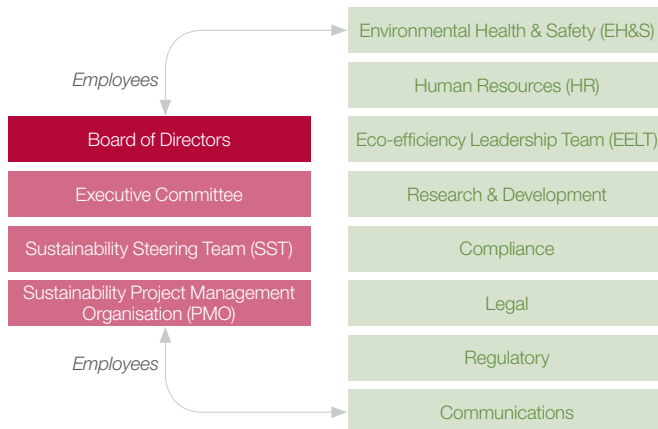 Employees
Board of Directors
Executive Committee
Sustainability Steering Team (SST)
Sustainability Project Management
Organisation (PMO)
Employees
Environmental Health & Safety (EH&S)
Human Resources (HR)
Eco-efficiency Leadership Team (EELT)
Research & Development
Compliance
Legal
Regulatory
Communications